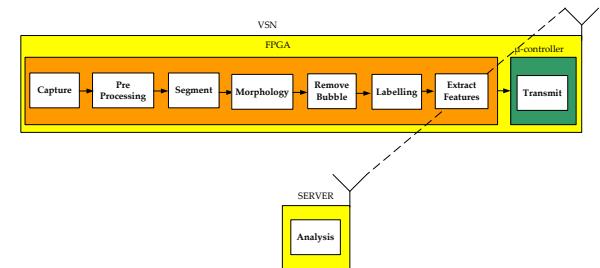 VSN
FPGA
μ-controller
Capture
Pre
Processing
Segment
Morphology
Remove
Bubble
Labelling
Extract
Features
Transmit
SERVER
Analysis